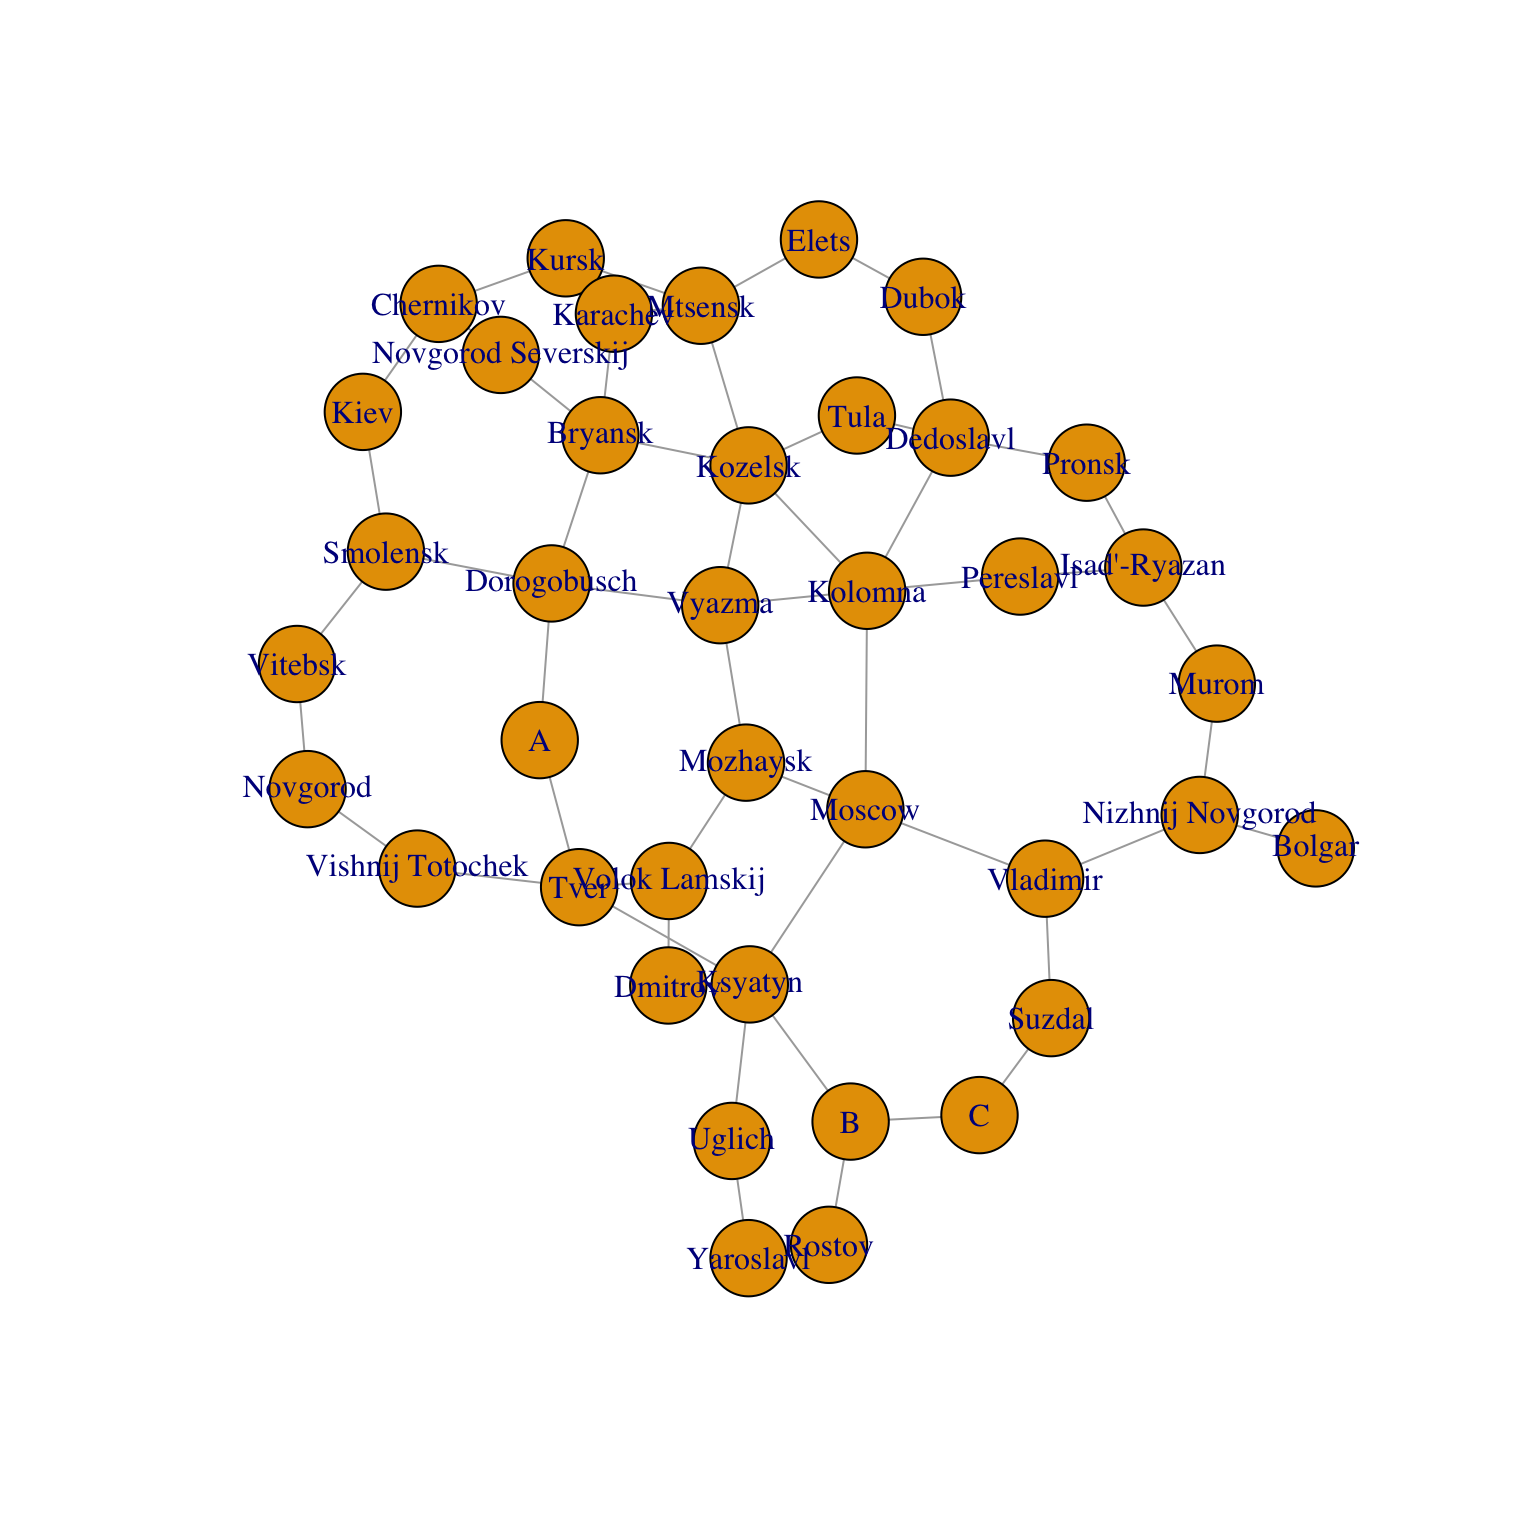 Elets
Kursk
Dubok
Chernikov
Karachev
Mtsensk
Novgorod Severskij
Kiev
Tula
Bryansk
Dedoslavl
Kozelsk
Pronsk
Smolensk
Isad'-Ryazan
Dorogobusch
Pereslavl
Vyazma
Kolomna
Vitebsk
Murom
A
Mozhaysk
Novgorod
Moscow
Nizhnij Novgorod
Bolgar
Vishnij Totochek
Tver
Volok Lamskij
Vladimir
Dmitrov
Ksyatyn
Suzdal
B
C
Uglich
Yaroslavl
Rostov